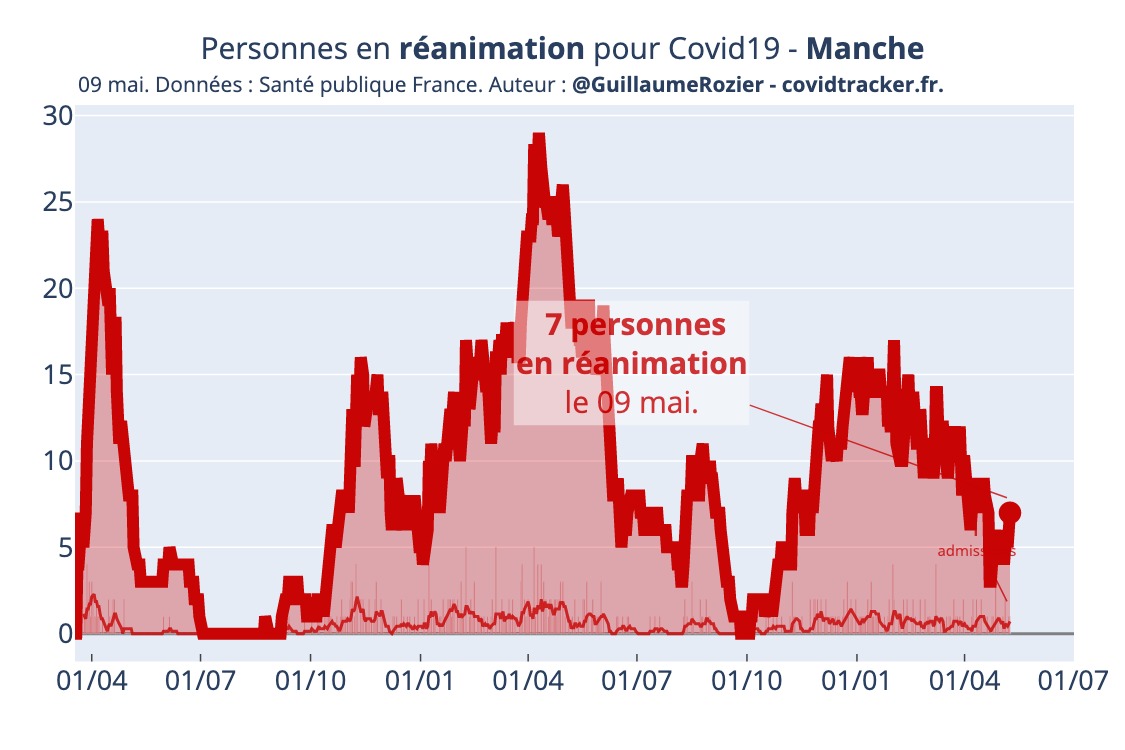 Personnes en réanimation pour Covid19 - Manche
09 mai. Données : Santé publique France. Auteur : @GuillaumeRozier - covidtracker.fr.
30
25
20
15
10
5
0
7 personnes
en réanimation
le 09 mai.
01/04 01/07 01/10 01/01 01/04 01/07 01/10 01/01 01/04 01/07